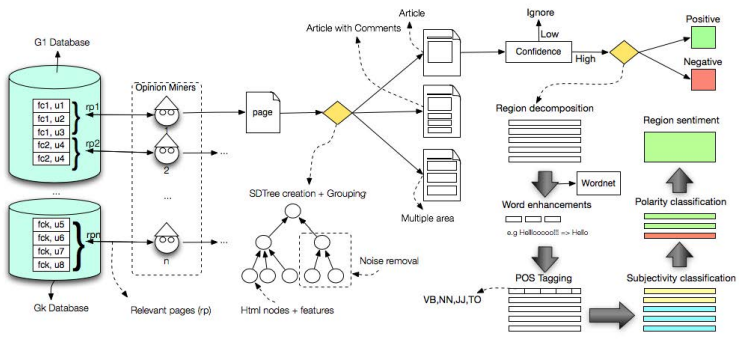 G1 Database
fc1, u1
fc1, u2
fc1, u3
fc2, u4
fc2, u4
rp1
rp2
...
fck, u5
fck, u6
fck, u7
fck, u8
rpn
Gk Database
Relevant pages (rp)
Opinion Miners
2
...
n
...
...
page
SDTree creation + Grouping
Noise removal
Html nodes + features
Article
Article with Comments
Multiple area
Ignore
Low
Confidence
High
Positive
Negative
Region decomposition
Wordnet
Word enhancements
POS Tagging
VB,NN,JJ,TO
Region sentiment
Polarity classification
Subjectivity classification